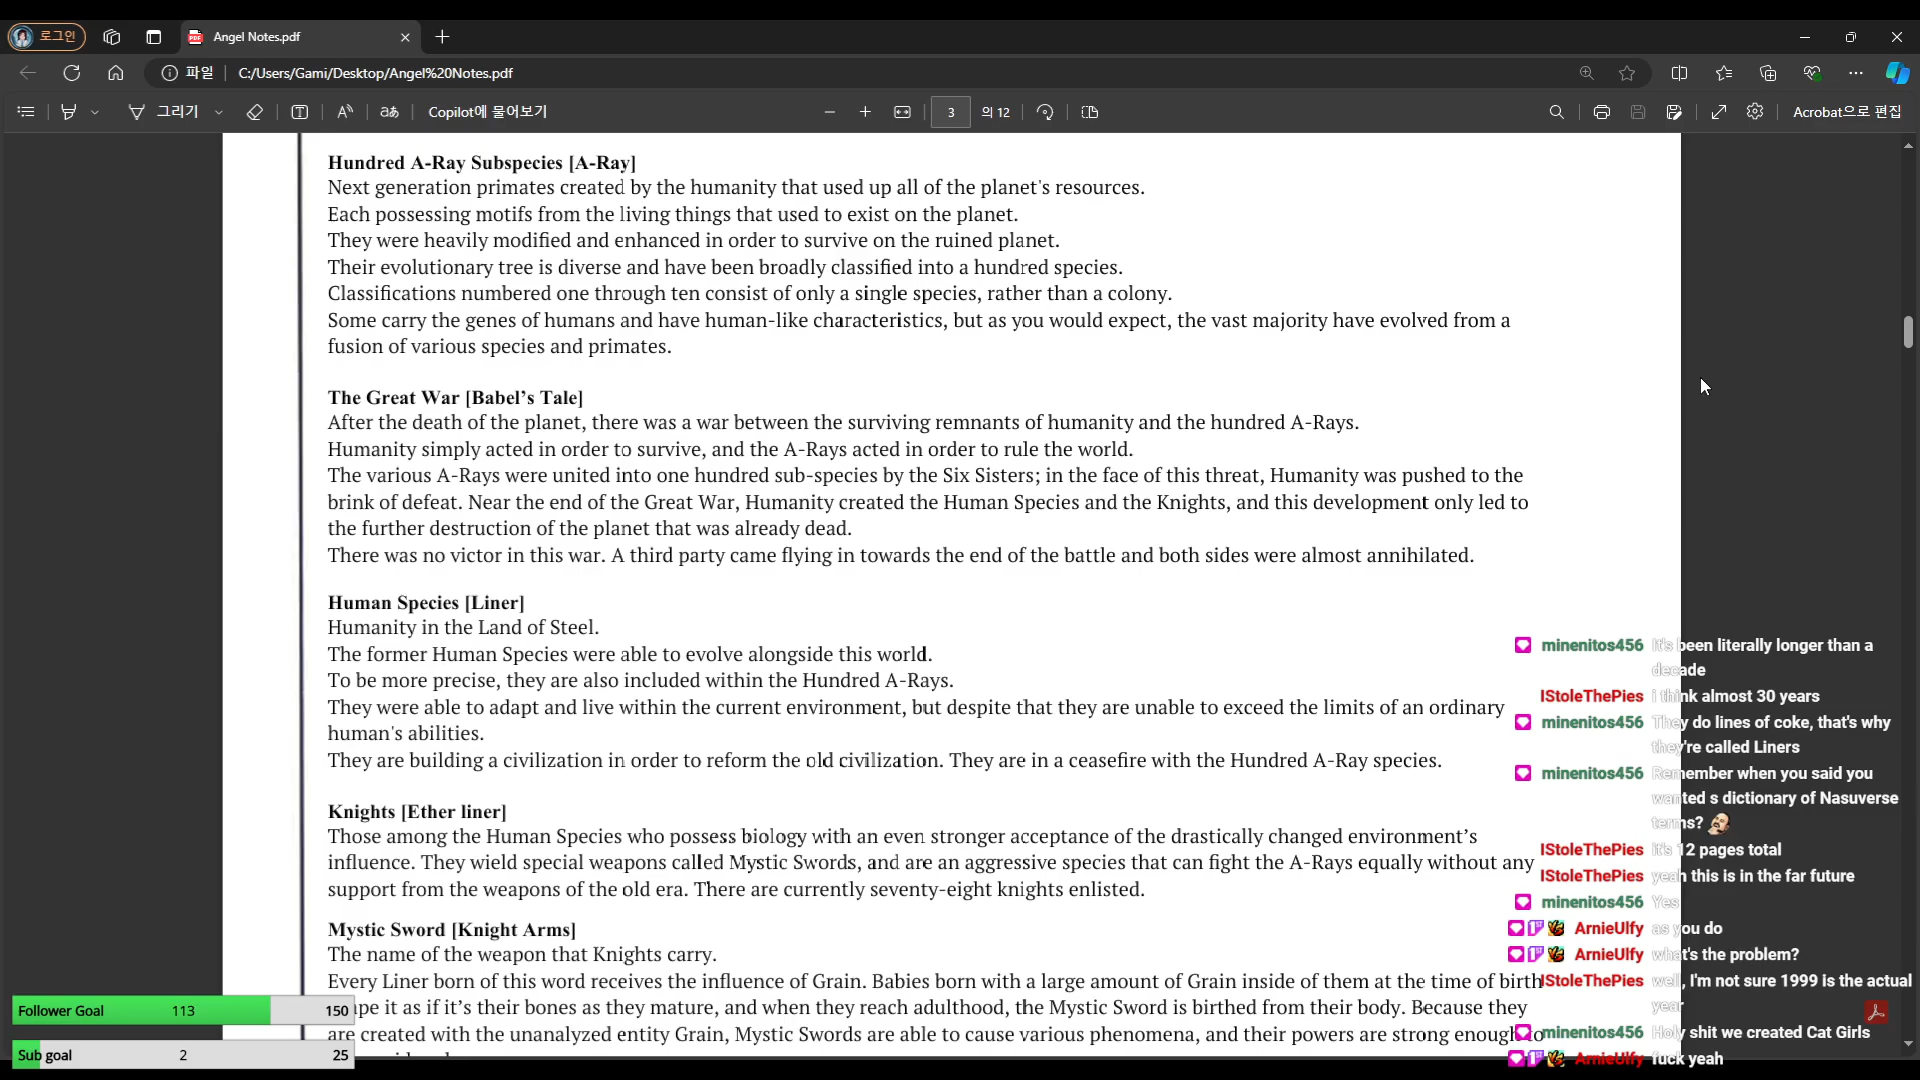 로그인
Angel Notes.pdf
파일
C:/Users/Gami/Desktop/Angel%20Notes.pdf
그리기
aあ
Copilot에 물어보기
3
의 12
Acrobat으로 편집
Hundred A-Ray Subspecies [A-Ray]
Next generation primates created by the humanity that used up all of the planet's resources.
Each possessing motifs from the living things that used to exist on the planet.
They were heavily modified and enhanced in order to survive on the ruined planet.
Their evolutionary tree is diverse and have been broadly classified into a hundred species.
Classifications numbered one through ten consist of only a single species, rather than a colony.
Some carry the genes of humans and have human-like characteristics, but as you would expect, the vast majority have evolved from a
fusion of various species and primates.
The Great War [Babel’s Tale]
After the death of the planet, there was a war between the surviving remnants of humanity and the hundred A-Rays.
Humanity simply acted in order to survive, and the A-Rays acted in order to rule the world.
The various A-Rays were united into one hundred sub-species by the Six Sisters; in the face of this threat, Humanity was pushed to the
brink of defeat. Near the end of the Great War, Humanity created the Human Species and the Knights, and this development only led to
the further destruction of the planet that was already dead.
There was no victor in this war. A third party came flying in towards the end of the battle and both sides were almost annihilated.
Human Species [Liner]
Humanity in the Land of Steel.
The former Human Species were able to evolve alongside this world.
To be more precise, they are also included within the Hundred A-Rays.
They were able to adapt and live within the current environment, but despite that they are unable to exceed the limits of an ordinary
human's abilities.
They are building a civilization in order to reform the old civilization. They are in a ceasefire with the Hundred A-Ray species.
Knights [Ether liner]
Those among the Human Species who possess biology with an even stronger acceptance of the drastically changed environment’s
influence. They wield special weapons called Mystic Swords, and are an aggressive species that can fight the A-Rays equally without any
support from the weapons of the old era. There are currently seventy-eight knights enlisted.
Mystic Sword [Knight Arms]
The name of the weapon that Knights carry.
Every Liner born of this word receives the influence of Grain. Babies born with a large amount of Grain inside of them at the time of birth
it as if it’s their bones as they mature, and when they reach adulthood, the Mystic Sword is birthed from their body. Because they
are created with the unanalyzed entity Grain, Mystic Swords are able to cause various phenomena, and their powers are strong enough to
minenitos456 It's been literally longer than a
decade
IStoleThePies i think almost 30 years
minenitos456 They do lines of coke, that's why
they're called Liners
minenitos456 Remember when you said you
wanted s dictionary of Nasuverse
terms?
IStoleThePies It's 12 pages total
IStoleThePies yeah this is in the far future
minenitos456 Yes
ArnieUlfy as you do
ArnieUlfy what's the problem?
IStoleThePies well, I'm not sure 1999 is the actual
year
minenitos456 Holy shit we created Cat Girls
ArnieUlfy fuck yeah
Follower Goal 113 150
Sub goal 2 25